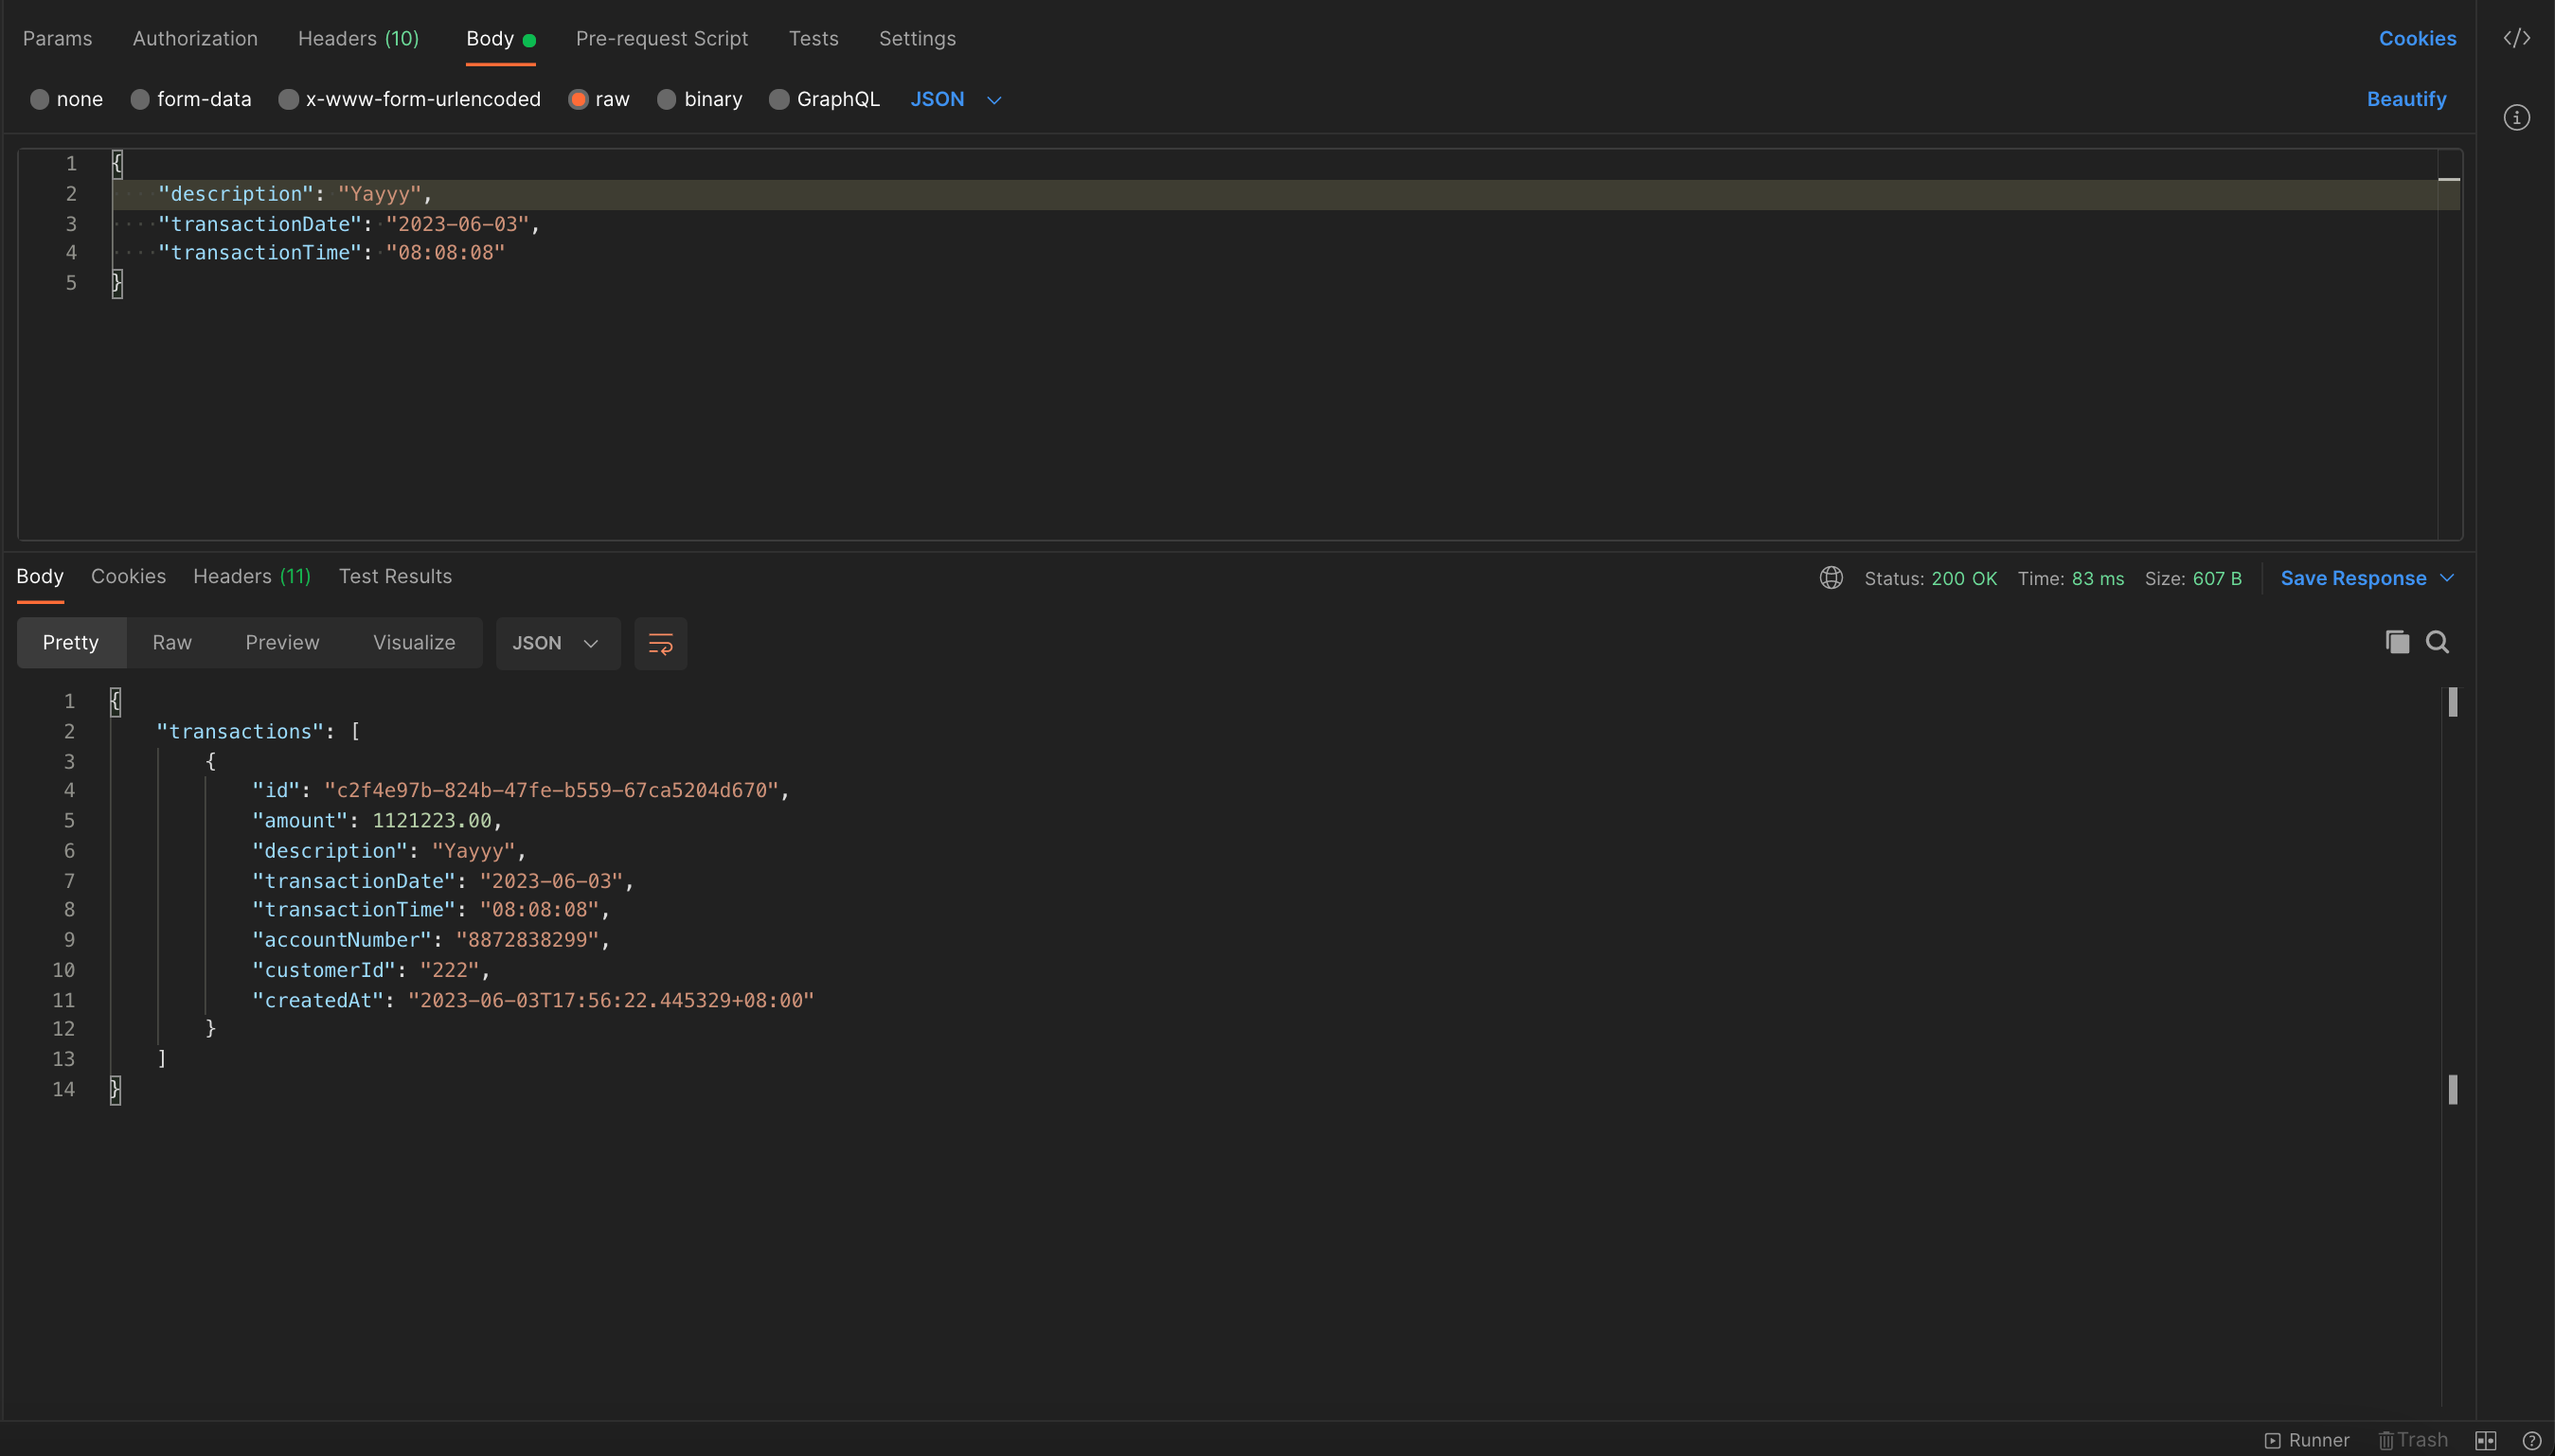 Params Authorization Headers (10) Body Pre-request Script Tests Settings Cookies
none form-data x-www-form-urlencoded raw binary GraphQL JSON Beautify
1 {
2 "description": "Yayyy",
3 "transactionDate": "2023-06-03",
4 "transactionTime": "08:08:08"
5 }
Body Cookies Headers (11) Test Results Status: 200 OK Time: 83 ms Size: 607 B Save Response
Pretty Raw Preview Visualize JSON
1 {
2 "transactions": [
3 {
4 "id": "c2f4e97b-824b-47fe-b559-67ca5204d670",
5 "amount": 1121223.00,
6 "description": "Yayyy",
7 "transactionDate": "2023-06-03",
8 "transactionTime": "08:08:08",
9 "accountNumber": "8872838299",
10 "customerId": "222",
11 "createdAt": "2023-06-03T17:56:22.445329+08:00"
12 }
13 ]
14 }
Runner Trash